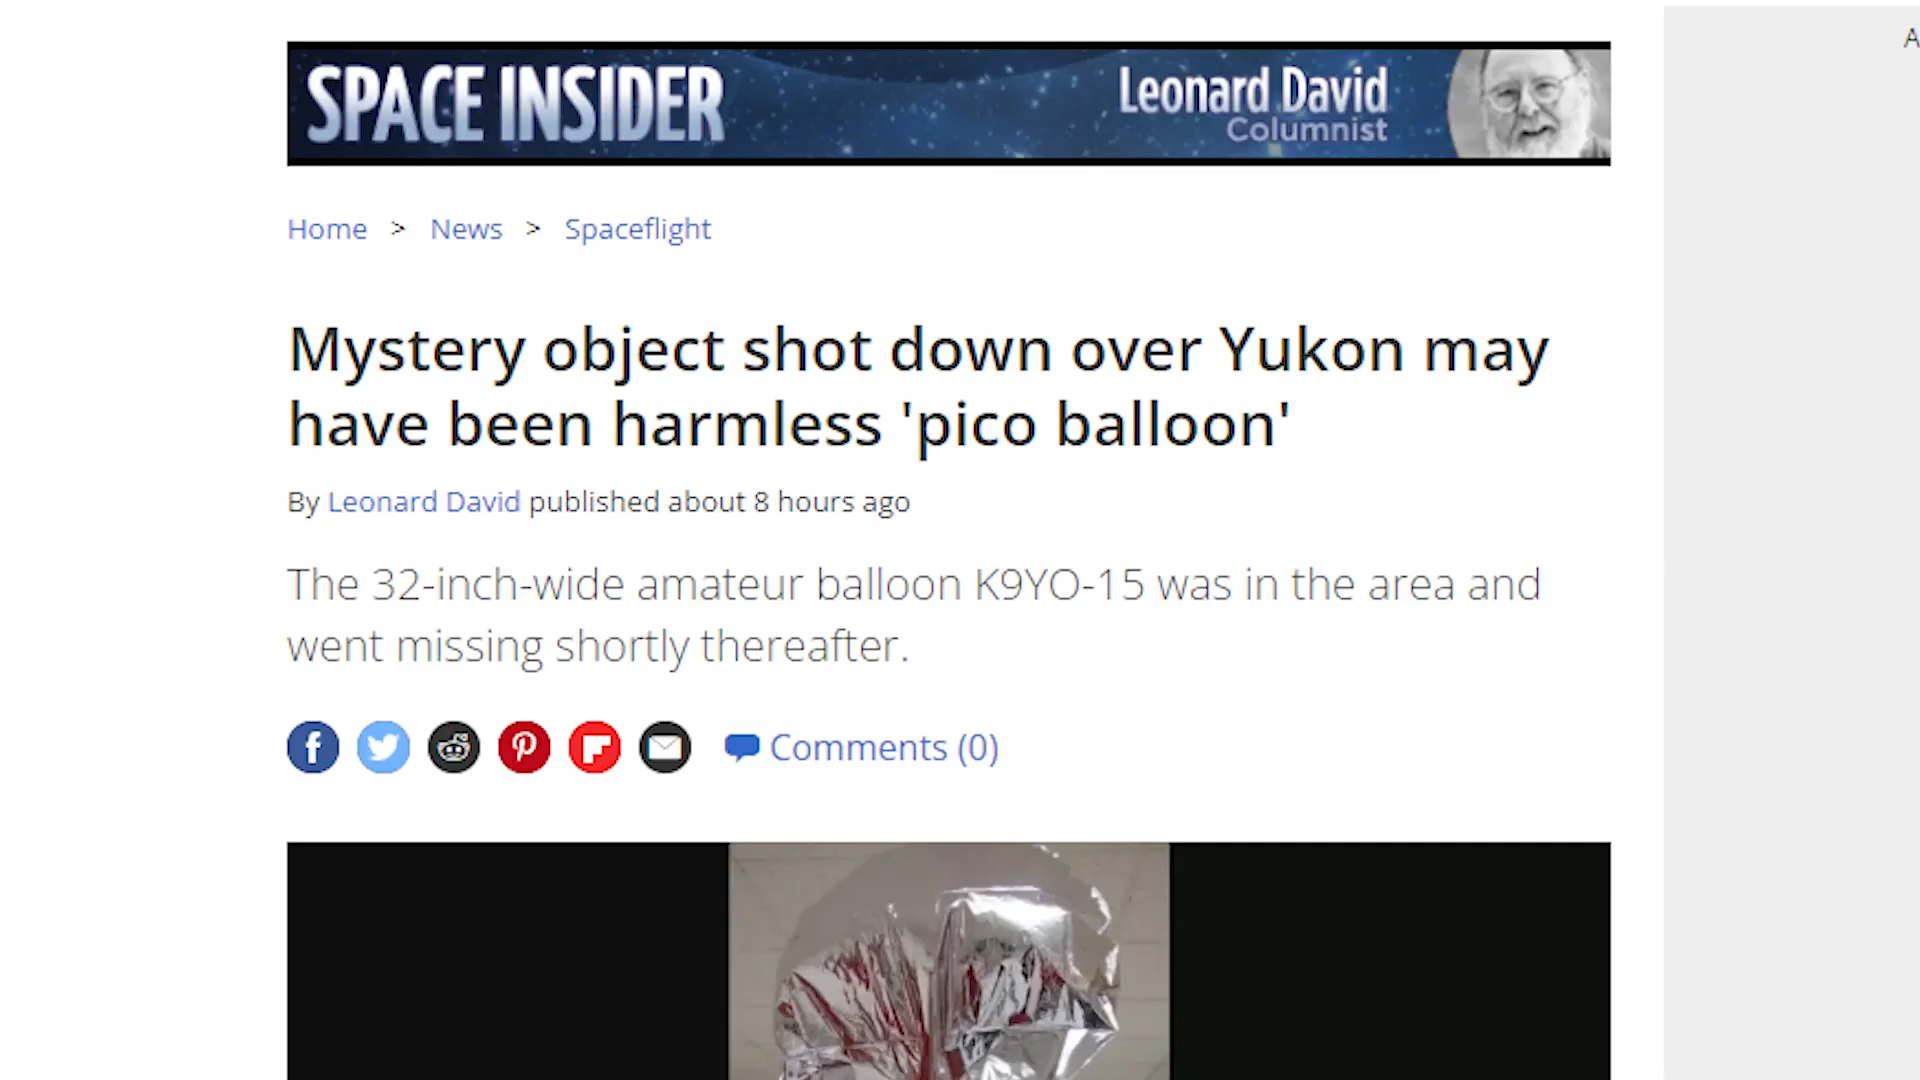 SPACE INSIDER
Leonard David
Columnist
A
Home > News > Spaceflight
Mystery object shot down over Yukon may
have been harmless 'pico balloon'
By Leonard David published about 8 hours ago
The 32-inch-wide amateur balloon K9YO-15 was in the area and
went missing shortly thereafter.
Comments (0)